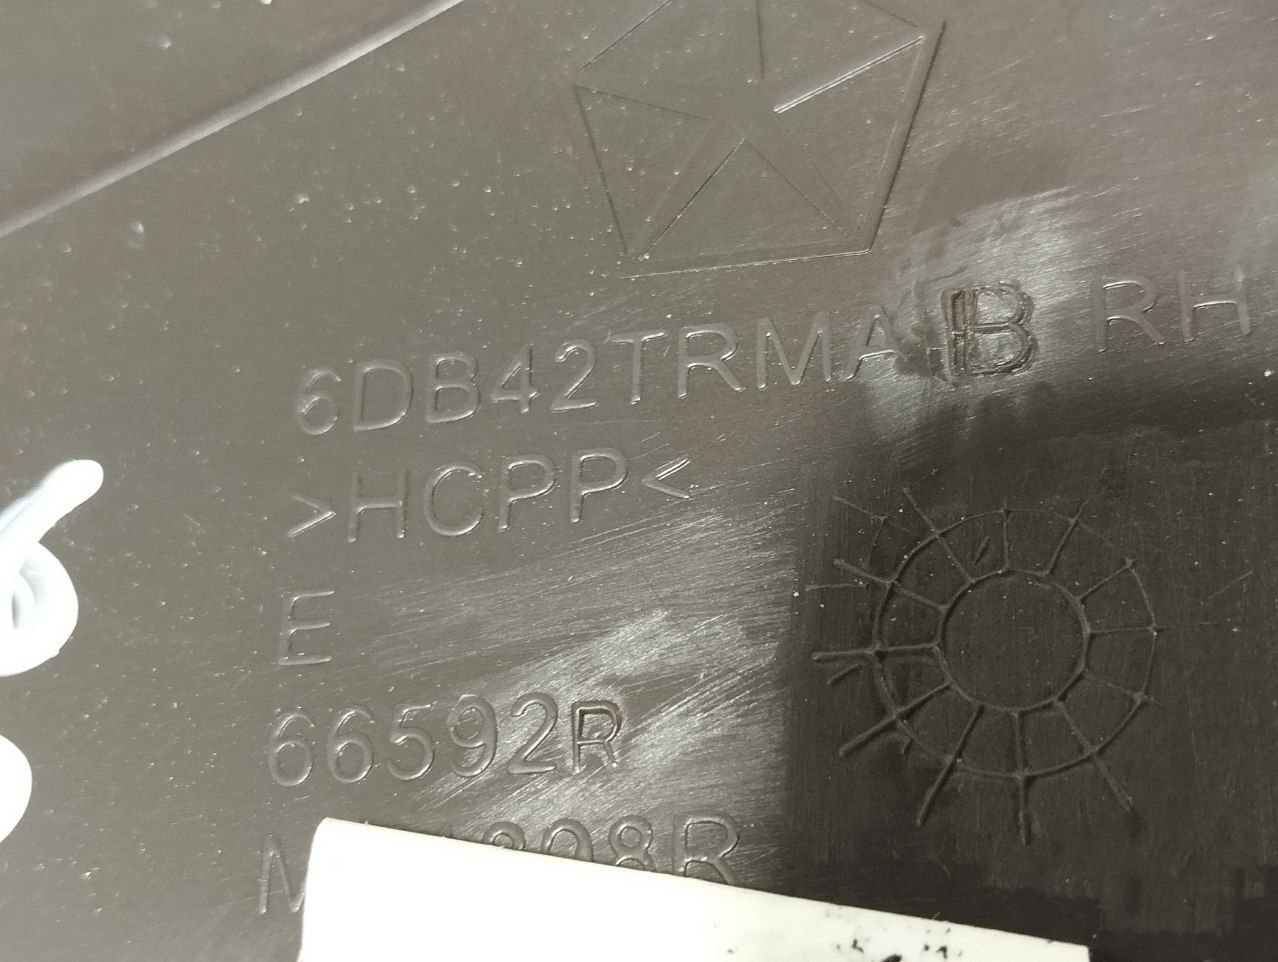 6DB42TRMAB RH
>HCPP<
E
66592R